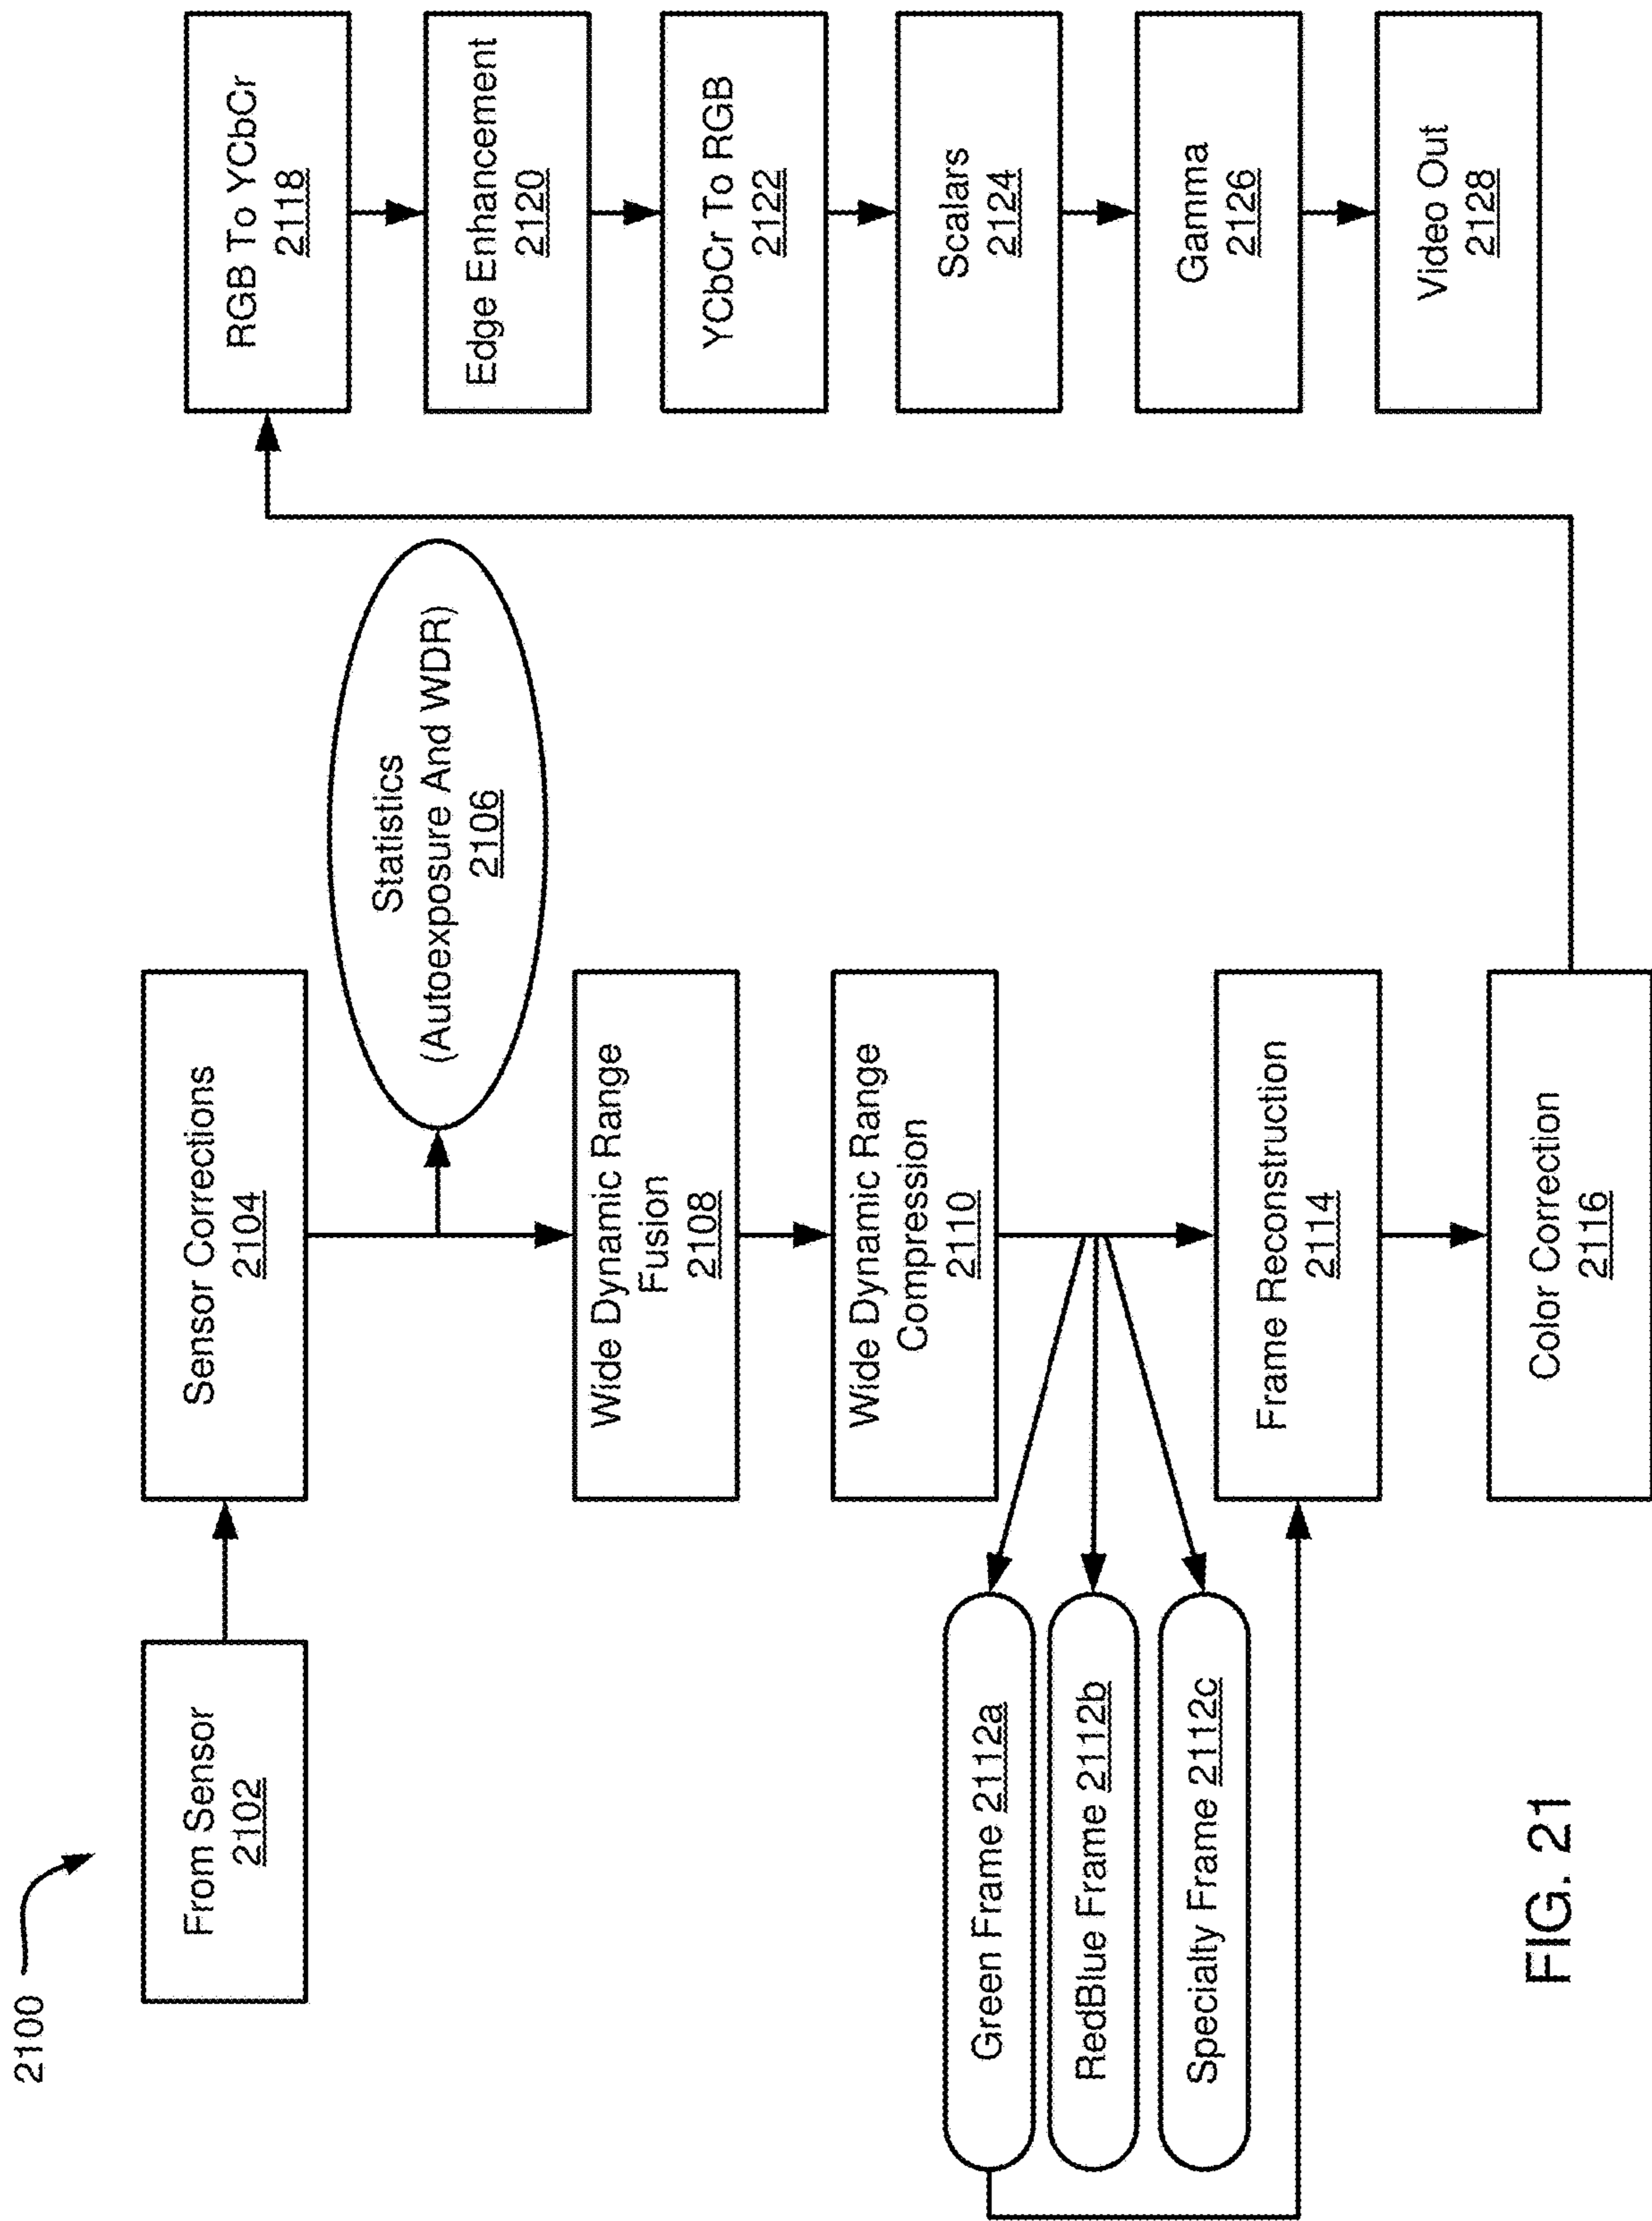 2100
From Sensor
2102
Sensor Corrections
2104
Statistics
(Autoexposure And WDR)
2106
Wide Dynamic Range
Fusion
2108
Wide Dynamic Range
Compression
2110
Green Frame 2112a
RedBlue Frame 2112b
Specialty Frame 2112c
Frame Reconstruction
2114
Color Correction
2116
RGB To YCbCr
2118
Edge Enhancement
2120
YCbCr To RGB
2122
Scalars
2124
Gamma
2126
Video Out
2128
FIG. 21